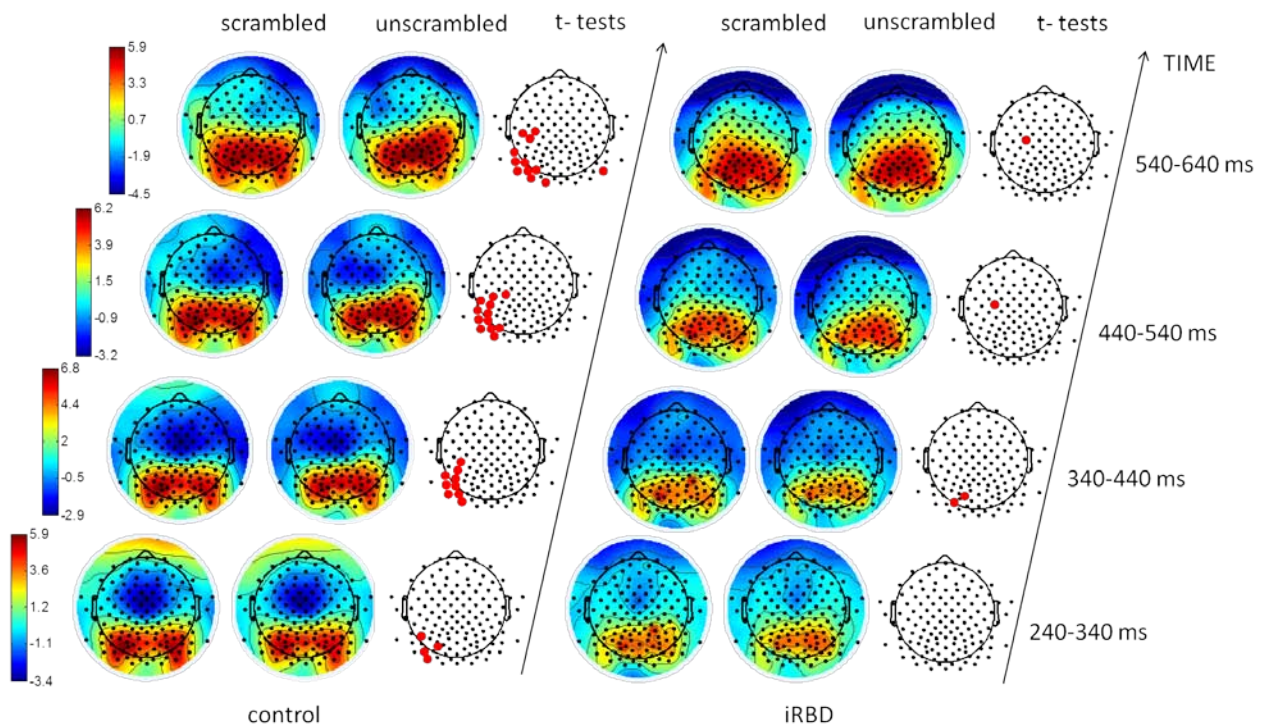 scrambled unscrambled t- tests scrambled unscrambled t- tests
TIME
5.9
3.3
0.7
-1.9
-4.5
540-640 ms
6.2
3.9
1.5
-0.9
-3.2
440-540 ms
6.8
4.4
2
-0.5
-2.9
340-440 ms
5.9
3.6
1.2
-1.1
-3.4
240-340 ms
control iRBD